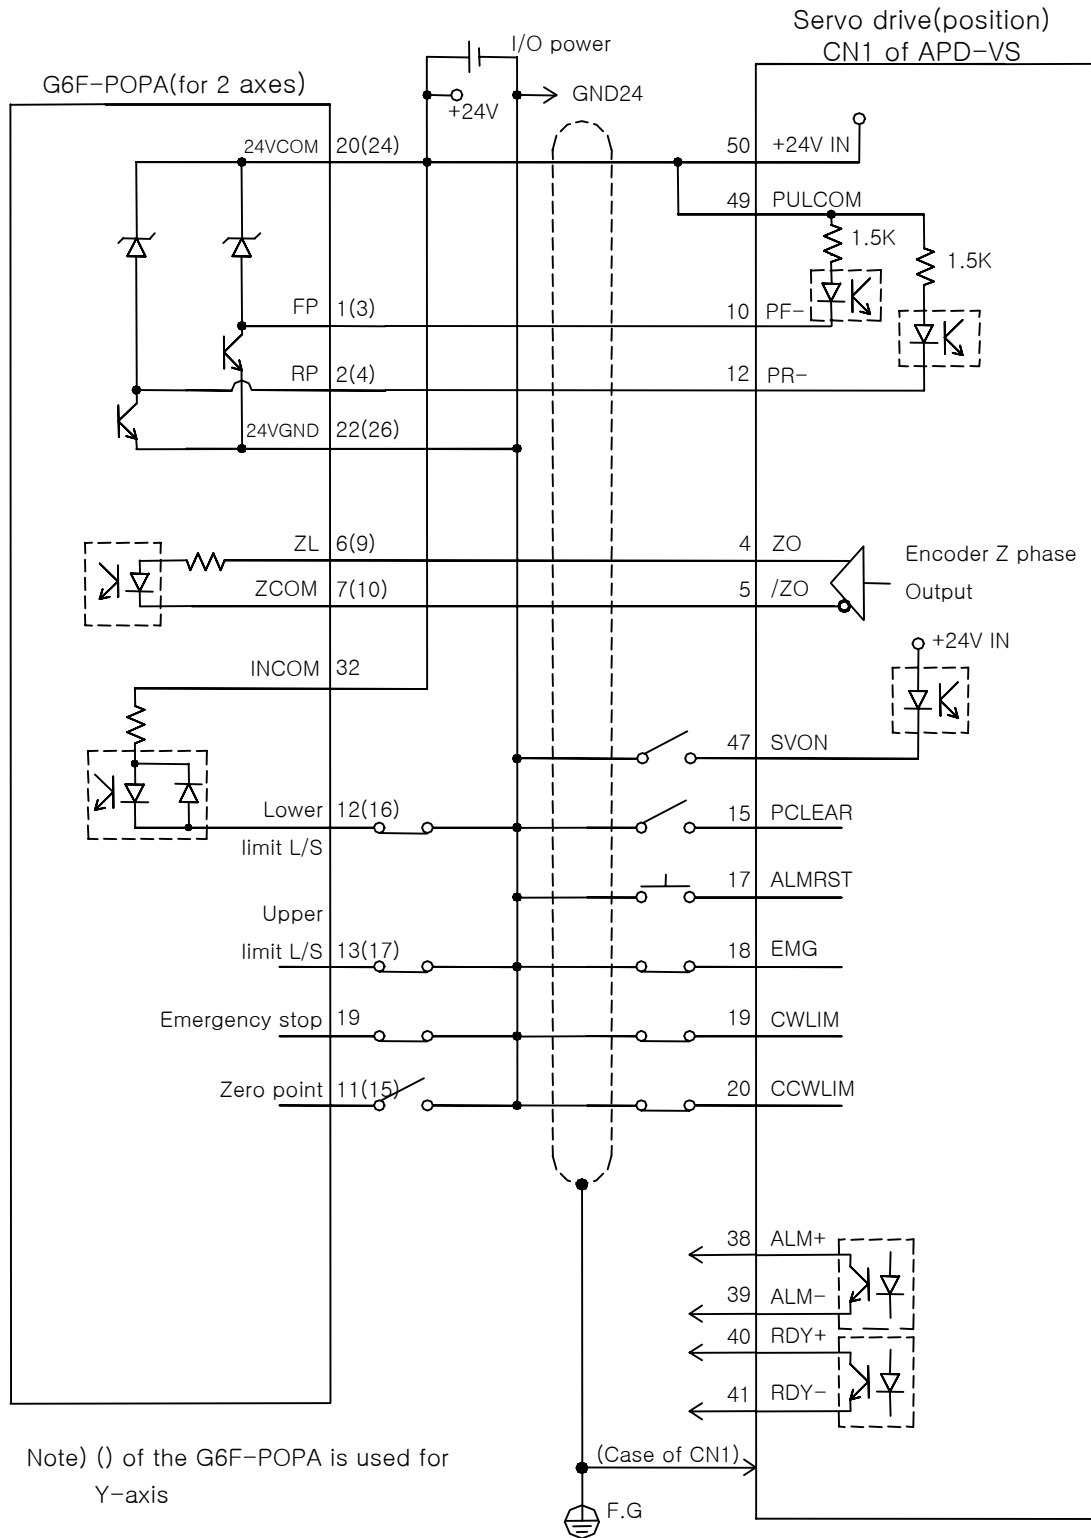 Servo drive(position)
CN1 of APD-VS
I/O power
G6F-POPA(for 2 axes)
+24V
GND24
24VCOM 20(24)
50 +24V IN
49 PULCOM
1.5K
1.5K
FP 1(3)
10 PF-
RP 2(4)
12 PR-
24VGND 22(26)
ZL 6(9)
4 ZO
Encoder Z phase
Output
ZCOM 7(10)
5 /ZO
+24V IN
INCOM 32
47 SVON
Lower 12(16)
limit L/S
15 PCLEAR
17 ALMRST
Upper
limit L/S 13(17)
18 EMG
Emergency stop 19
19 CWLIM
Zero point 11(15)
20 CCWLIM
38 ALM+
39 ALM-
40 RDY+
41 RDY-
(Case of CN1)
F.G
Note) () of the G6F-POPA is used for
Y-axis